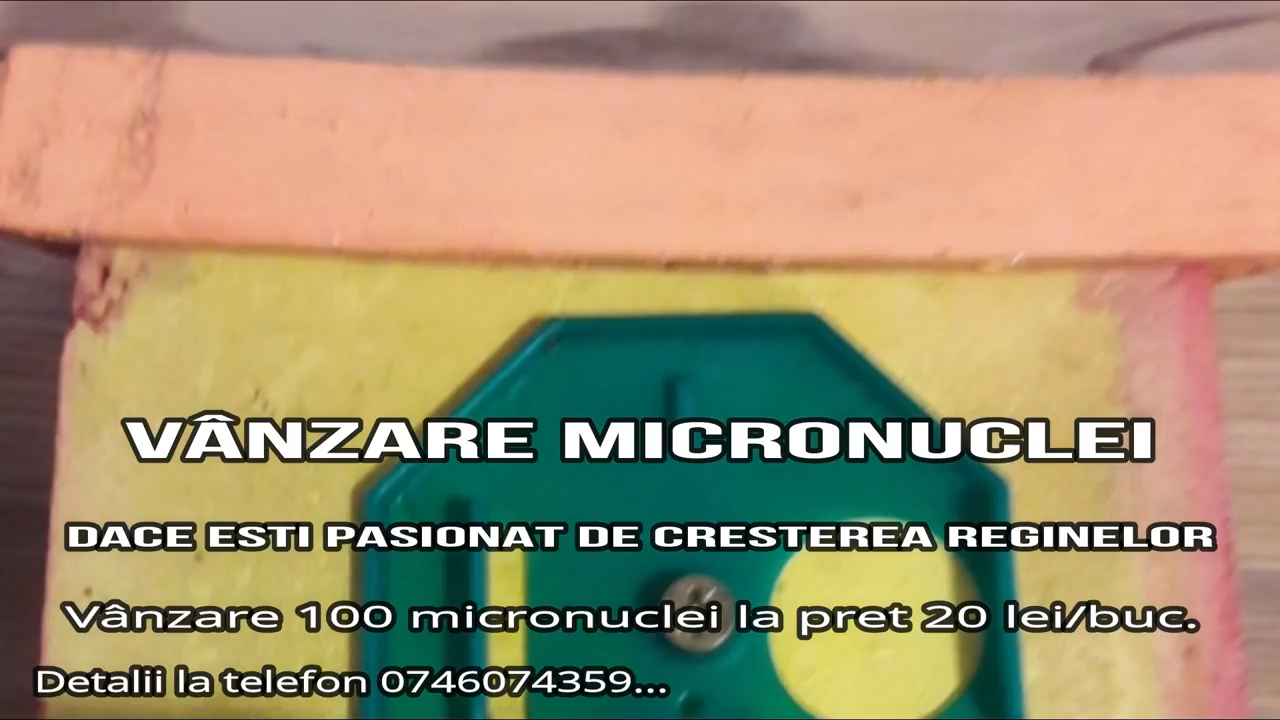 VÂNZARE MICRONUCLEI
DACE ESTI PASIONAT DE CRESTEREA REGINELOR
Vânzare 100 micronuclei la pret 20 lei/buc.
Detalii la telefon 0746074359...